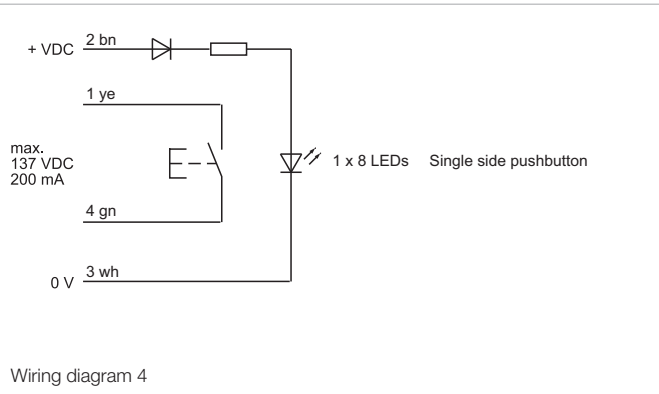 + VDC 2 bn
1 ye
max.
137 VDC
200 mA
1 x 8 LEDs Single side pushbutton
4 gn
0 V 3 wh
Wiring diagram 4